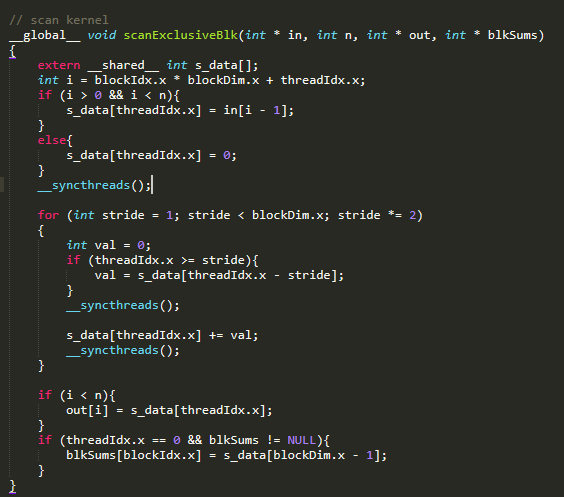 // scan kernel
__global__ void scanExclusiveBlk(int * in, int n, int * out, int * blkSums)
{
    extern __shared__ int s_data[];
    int i = blockIdx.x * blockDim.x + threadIdx.x;
    if (i > 0 && i < n){
        s_data[threadIdx.x] = in[i - 1];
    }
    else{
        s_data[threadIdx.x] = 0;
    }
    __syncthreads();

    for (int stride = 1; stride < blockDim.x; stride *= 2)
    {
        int val = 0;
        if (threadIdx.x >= stride){
            val = s_data[threadIdx.x - stride];
        }
        __syncthreads();

        s_data[threadIdx.x] += val;
        __syncthreads();
    }

    if (i < n){
        out[i] = s_data[threadIdx.x];
    }
    if (threadIdx.x == 0 && blkSums != NULL){
        blkSums[blockIdx.x] = s_data[blockDim.x - 1];
    }
}